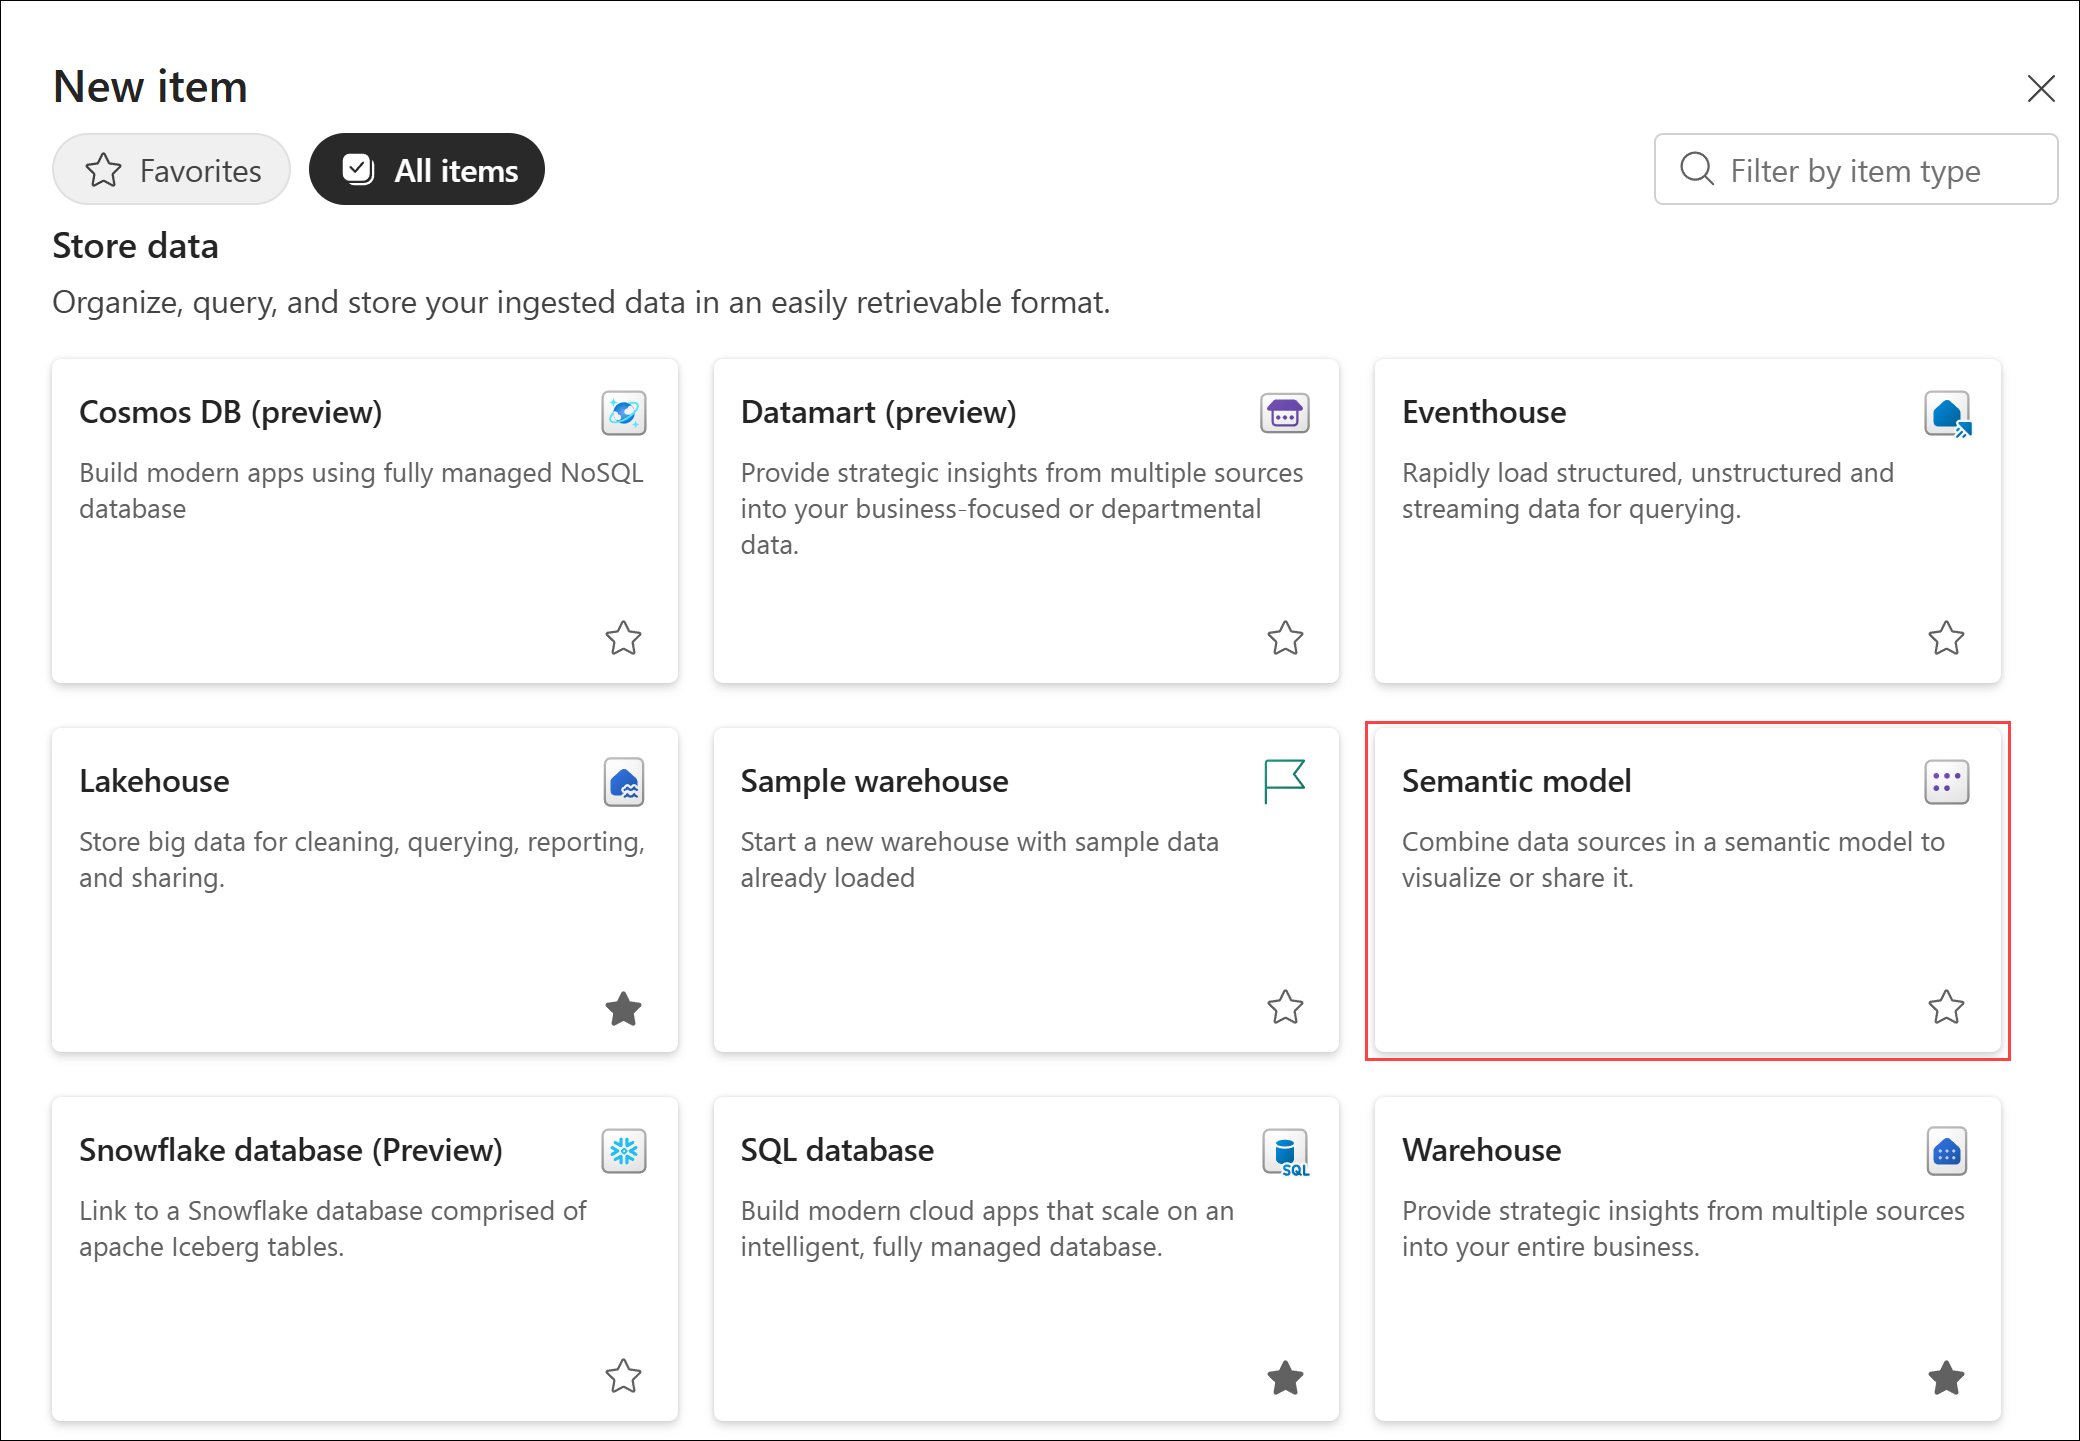 New item
Favorites
All items
Filter by item type
Store data
Organize, query, and store your ingested data in an easily retrievable format.
Cosmos DB (preview)
Build modern apps using fully managed NoSQL
database
Datamart (preview)
Provide strategic insights from multiple sources
into your business-focused or departmental
data.
Eventhouse
Rapidly load structured, unstructured and
streaming data for querying.
Lakehouse
Store big data for cleaning, querying, reporting,
and sharing.
Sample warehouse
Start a new warehouse with sample data
already loaded
Semantic model
Combine data sources in a semantic model to
visualize or share it.
Snowflake database (Preview)
Link to a Snowflake database comprised of
apache Iceberg tables.
SQL database
SQL
Build modern cloud apps that scale on an
intelligent, fully managed database.
Warehouse
Provide strategic insights from multiple sources
into your entire business.